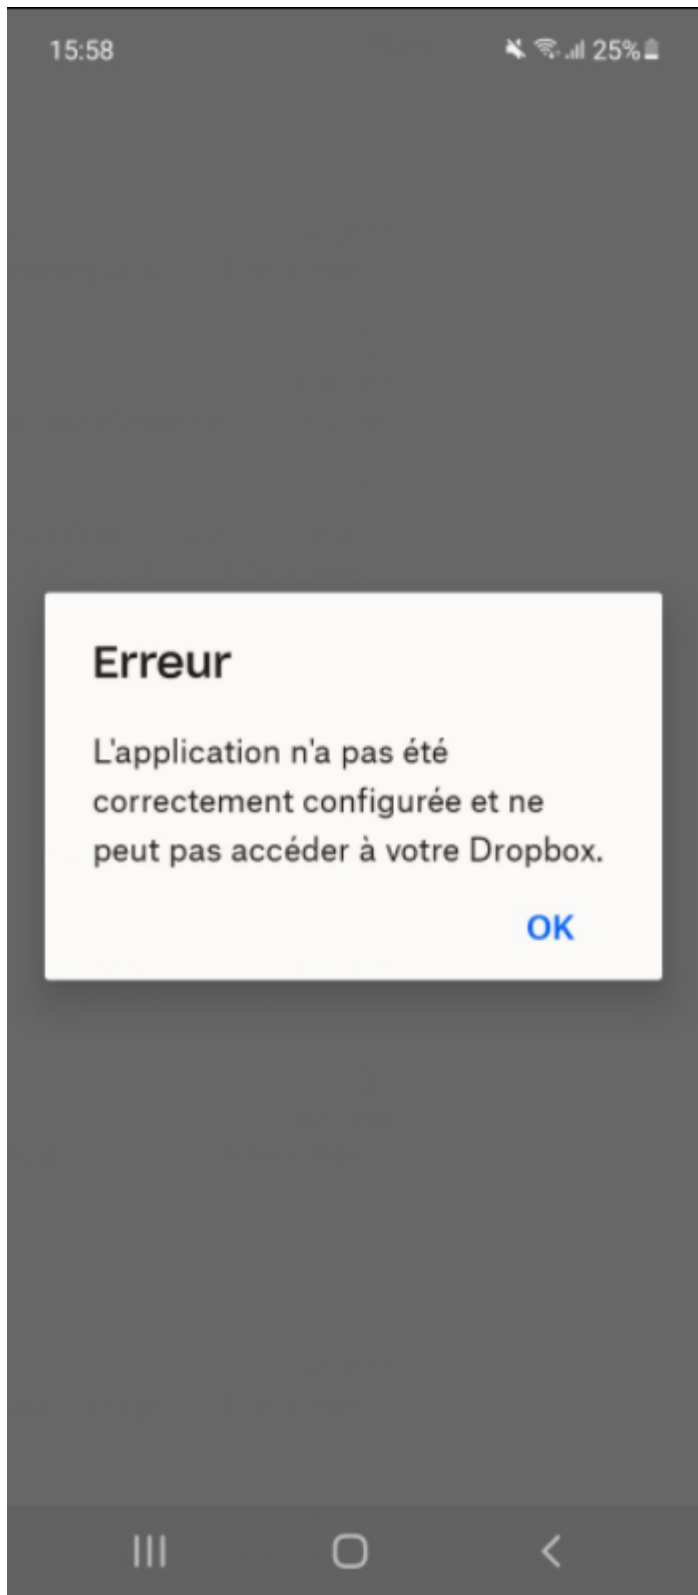 15:58
25%
Erreur
L'application n'a pas été
correctement configurée et ne
peut pas accéder à votre Dropbox.
OK